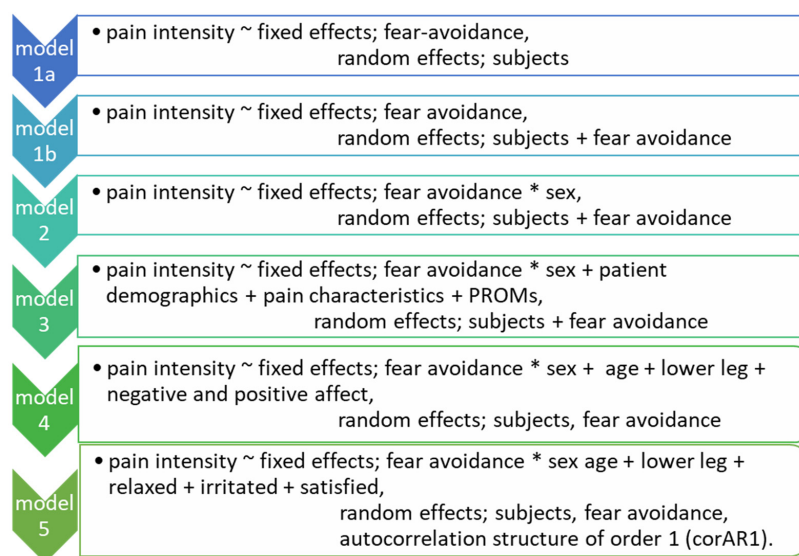 model
1a
• pain intensity ~ fixed effects; fear-avoidance,
random effects; subjects
model
1b
• pain intensity ~ fixed effects; fear avoidance,
random effects; subjects + fear avoidance
model
2
• pain intensity ~ fixed effects; fear avoidance * sex,
random effects; subjects + fear avoidance
model
3
• pain intensity ~ fixed effects; fear avoidance * sex + patient
demographics + pain characteristics + PROMs,
random effects; subjects + fear avoidance
model
4
• pain intensity ~ fixed effects; fear avoidance * sex + age + lower leg +
negative and positive affect,
random effects; subjects, fear avoidance
model
5
• pain intensity ~ fixed effects; fear avoidance * sex age + lower leg +
relaxed + irritated + satisfied,
random effects; subjects, fear avoidance,
autocorrelation structure of order 1 (corAR1).